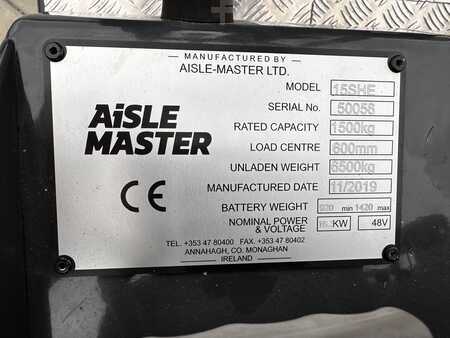 MANUFACTURED BY
AISLE-MASTER LTD.
AiSLE
MASTER
CE
MODEL 15SHE
SERIAL No. 50058
RATED CAPACITY 1500kg
LOAD CENTRE 600mm
UNLADEN WEIGHT 6500kg
MANUFACTURED DATE 11/2019
BATTERY WEIGHT min 1420 max
NOMINAL POWER
& VOLTAGE KW 48V
TEL. +353 47 80400 FAX. +353 47 80402
ANNAHAGH, CO. MONAGHAN
IRELAND